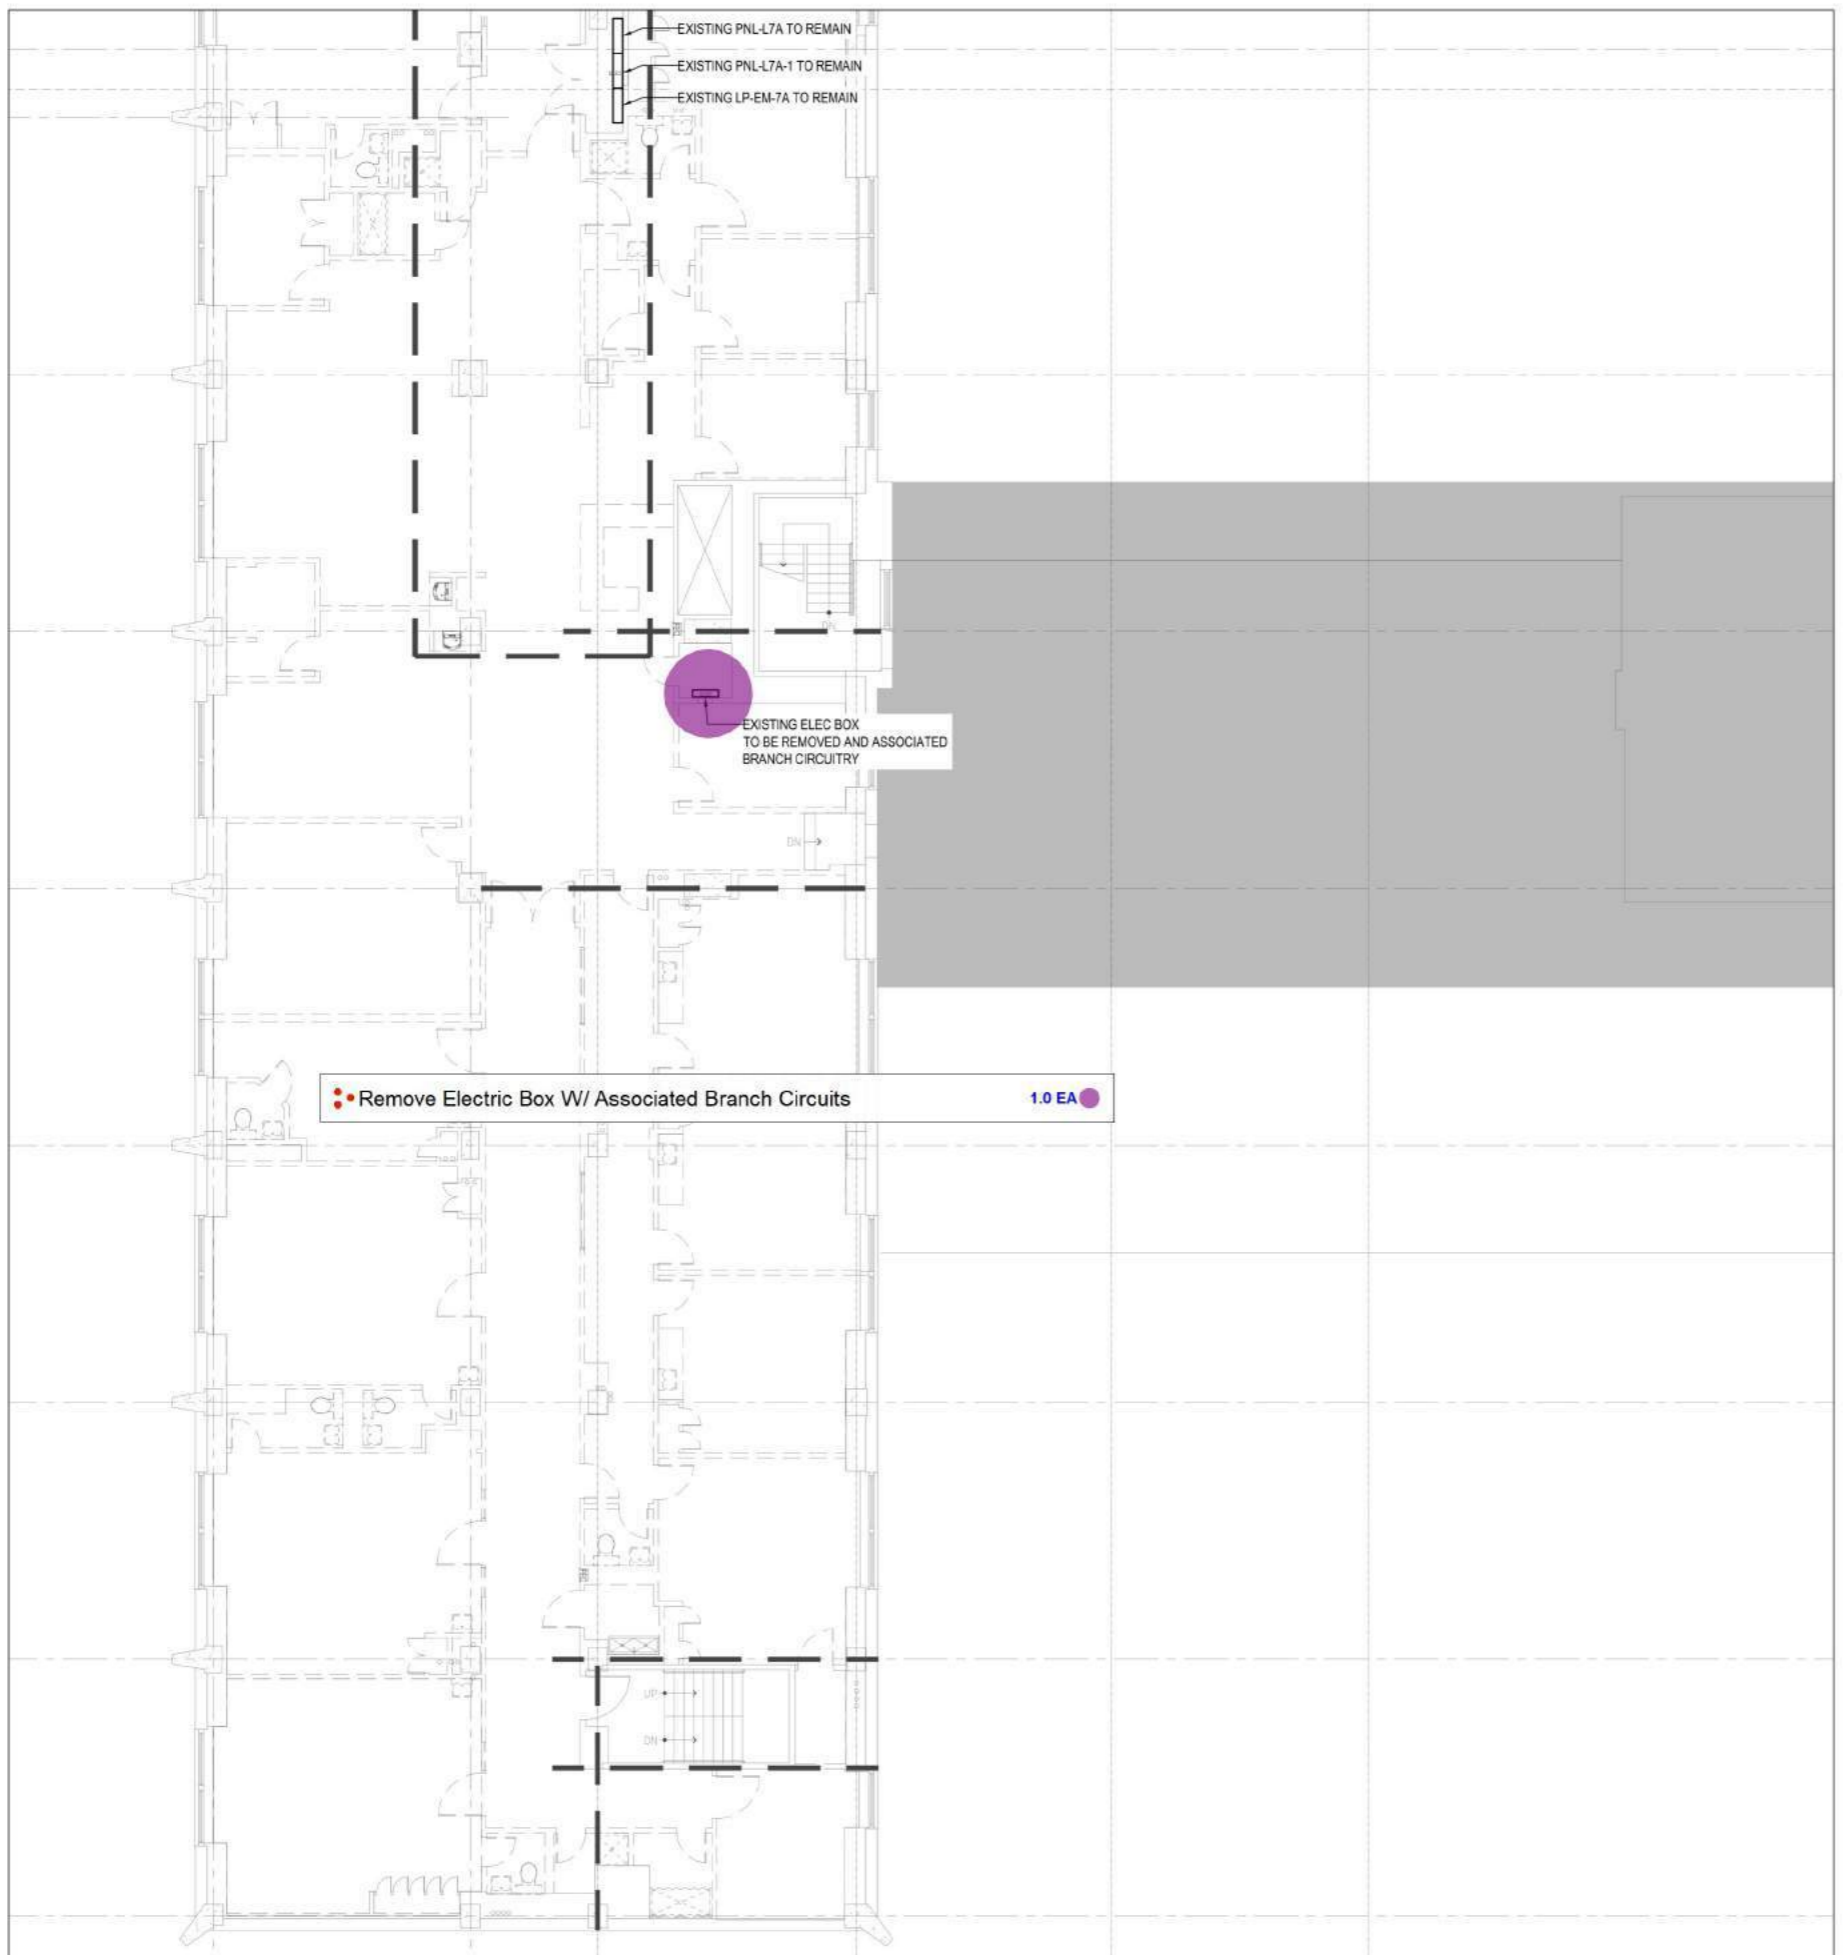 EXISTING PNL-L7A TO REMAIN
EXISTING PNL-L7A-1 TO REMAIN
EXISTING LP-EM-7A TO REMAIN
DN
EXISTING ELEC BOX
TO BE REMOVED AND ASSOCIATED
BRANCH CIRCUITRY
DN
Remove Electric Box W/ Associated Branch Circuits 1.0 EA
UP
DN